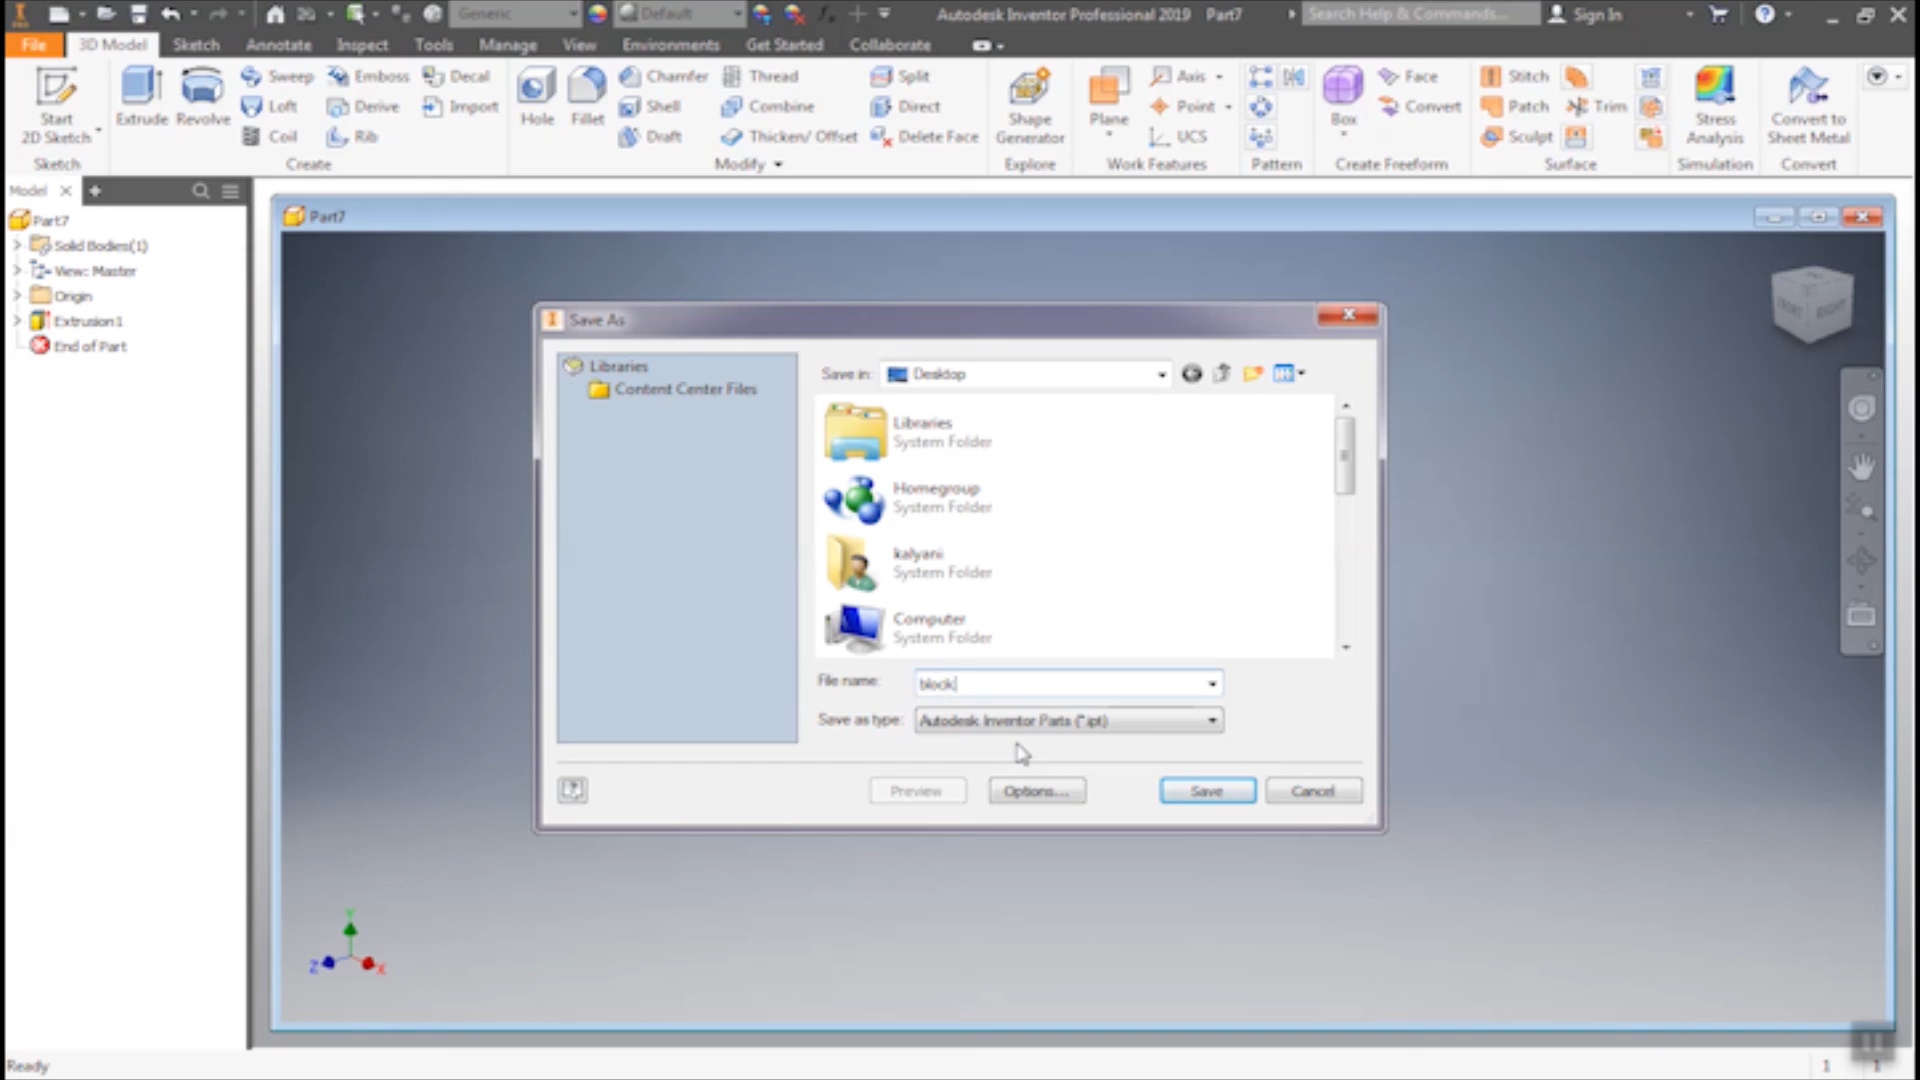 Generic
Default
Autodesk Inventor Professional 2019 Part7
Search Help & Commands...
Sign In
File
3D Model
Sketch
Annotate
Inspect
Tools
Manage
View
Environments
Get Started
Collaborate
Start
2D Sketch
Sketch
Extrude
Revolve
Sweep
Loft
Coil
Emboss
Derive
Rib
Decal
Import
Create
Hole
Fillet
Chamfer
Shell
Draft
Thread
Combine
Thicken/ Offset
Split
Direct
Delete Face
Modify
Shape
Generator
Explore
Plane
Axis
Point
UCS
Work Features
Pattern
Box
Face
Convert
Create Freeform
Stitch
Patch
Sculpt
Trim
Surface
Stress
Analysis
Simulation
Convert to
Sheet Metal
Convert
Model
Part7
Solid Bodies(1)
View: Master
Origin
Extrusion1
End of Part
Part7
FRONT
RIGHT
Save As
Libraries
Content Center Files
Save in:
Desktop
Libraries
System Folder
Homegroup
System Folder
kalyani
System Folder
Computer
System Folder
File name:
block
Save as type:
Autodesk Inventor Parts (*.ipt)
Preview
Options...
Save
Cancel
Y
Z
X
Ready
1
1